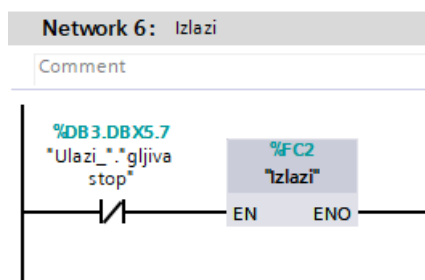 Network 6: Izlazi
Comment
%DB3.DBX5.7
"Ulazi_"."gljiva
stop"
%FC2
"Izlazi"
EN ENO